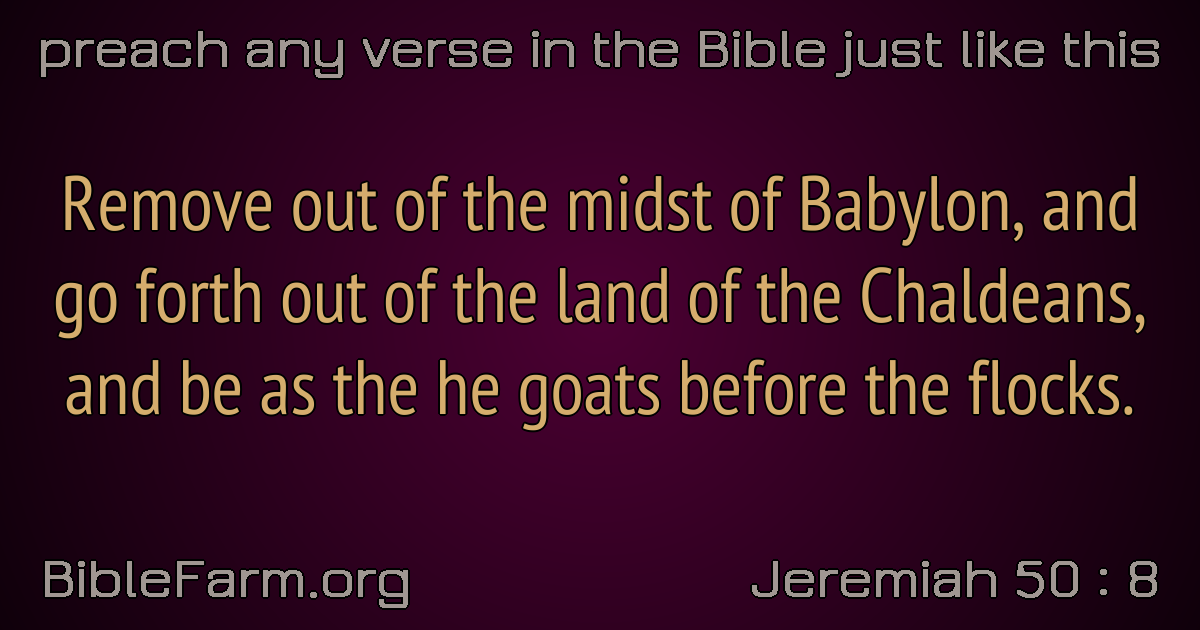 preach any verse in the Bible just like this
Remove out of the midst of Babylon, and
go forth out of the land of the Chaldeans,
and be as the he goats before the flocks.
BibleFarm.org
Jeremiah 50 : 8